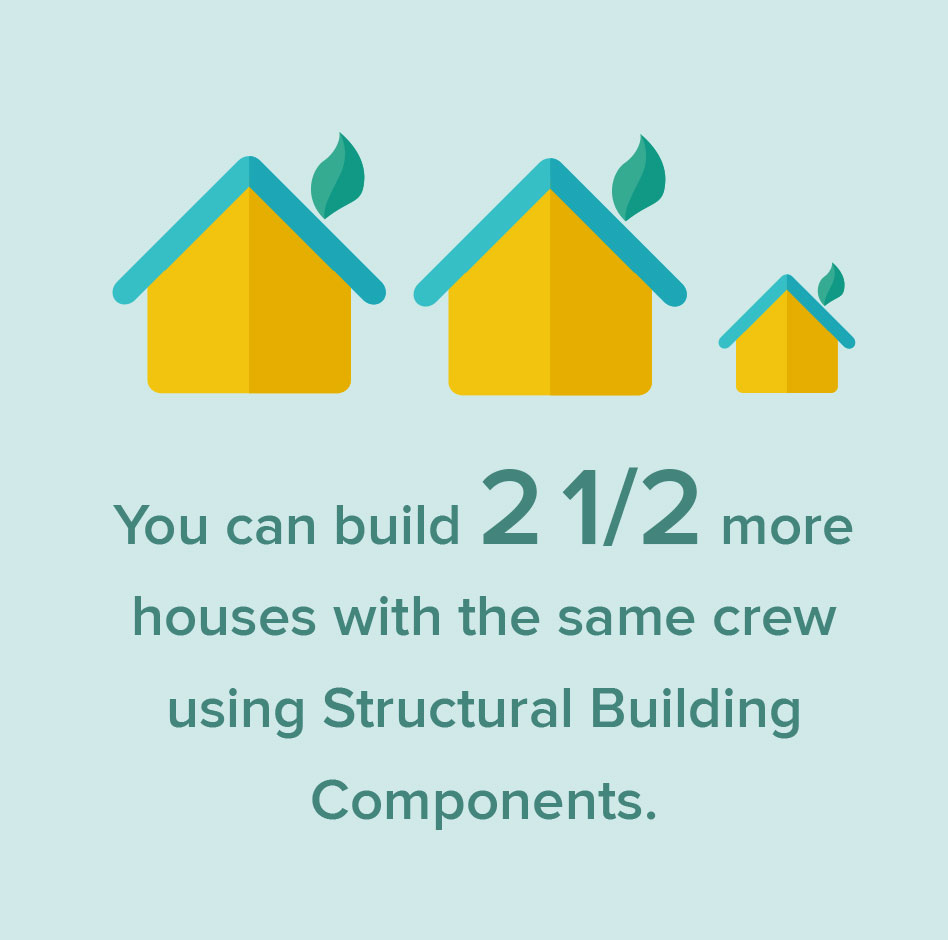 You can build 2 1/2 more
houses with the same crew
using Structural Building
Components.